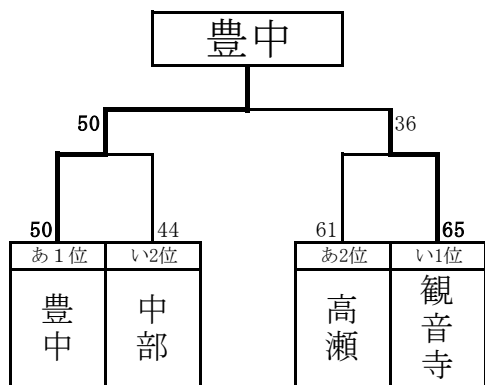 豊中
50 36
50 44 61 65
あ1位 い2位 あ2位 い1位
豊中 中部 高瀬 観音寺